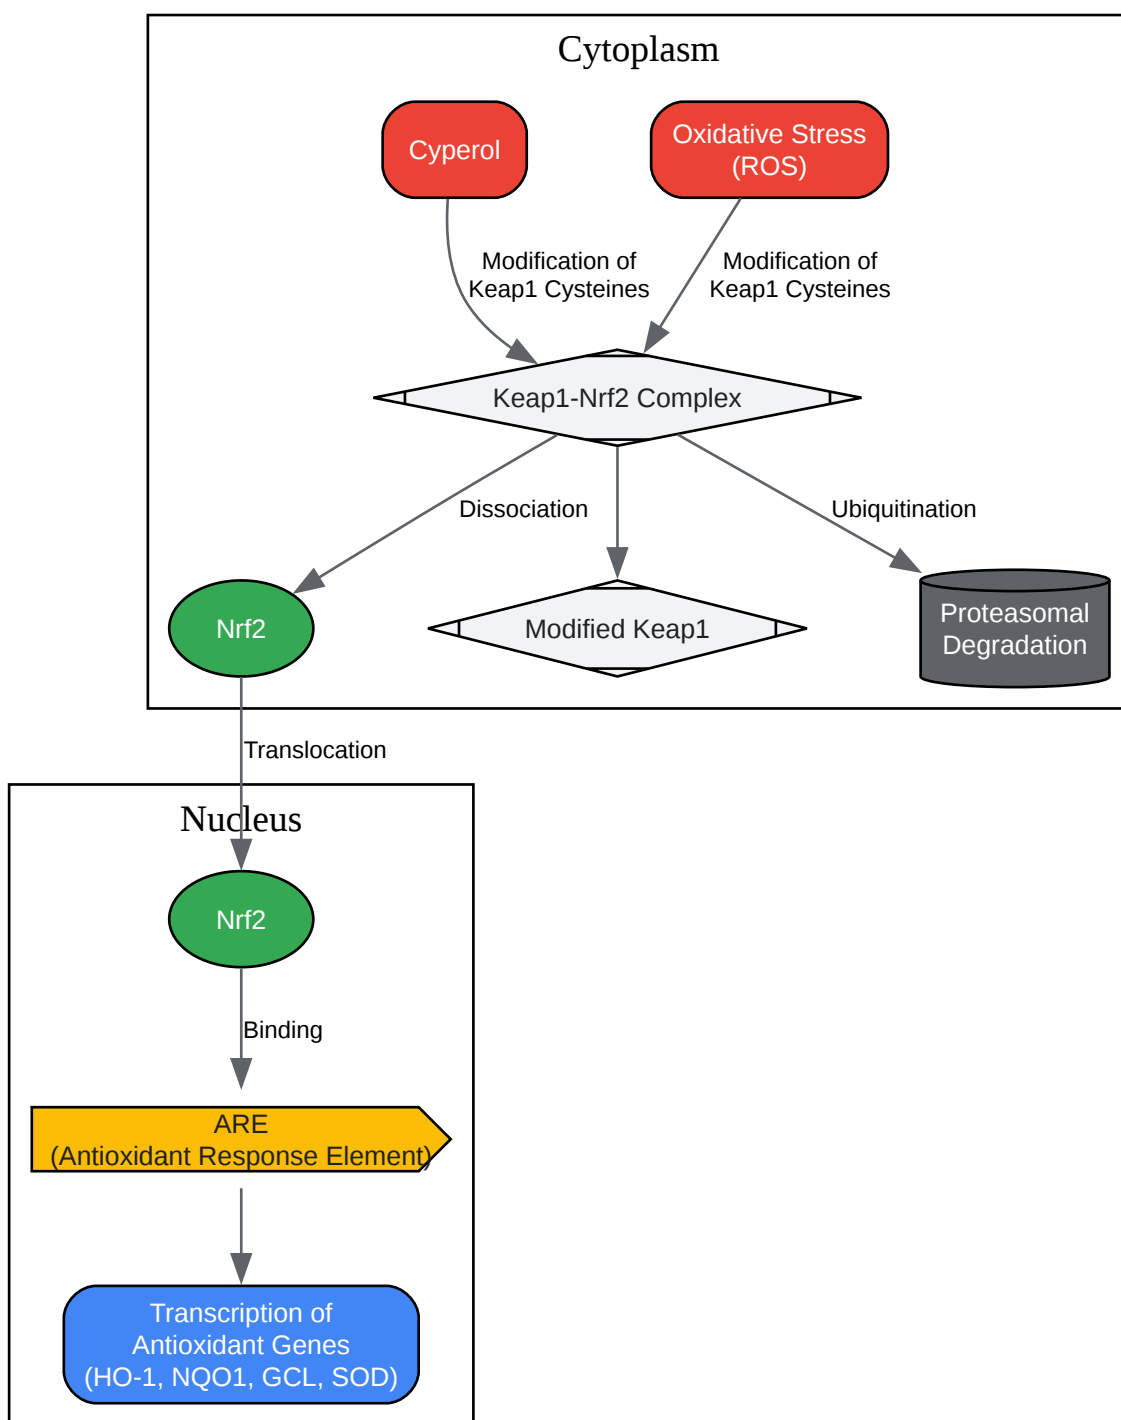 Cytoplasm
Cyperol
Oxidative Stress
(ROS)
Modification of
Keap1 Cysteines
Modification of
Keap1 Cysteines
Keap1-Nrf2 Complex
Dissociation
Ubiquitination
Nrf2
Modified Keap1
Proteasomal
Degradation
Translocation
Nucleus
Nrf2
Binding
ARE
(Antioxidant Response Element)
Transcription of
Antioxidant Genes
(HO-1, NQO1, GCL, SOD)